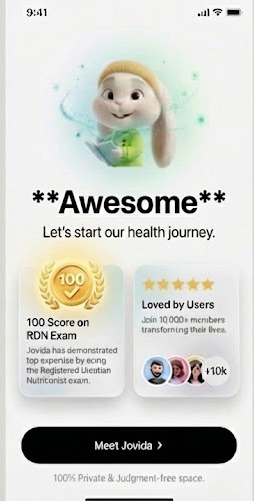 9:41
**Awesome**
Let's start our health journey.
100
100 Score on
RDN Exam
Jovida has demonstrated
top expertise by
the Registered
Nutritionist exam.
Loved by Users
Join 10,000+ members
transforming their lives.
+10k
Meet Jovida >
100% Private & Judgment-free space.